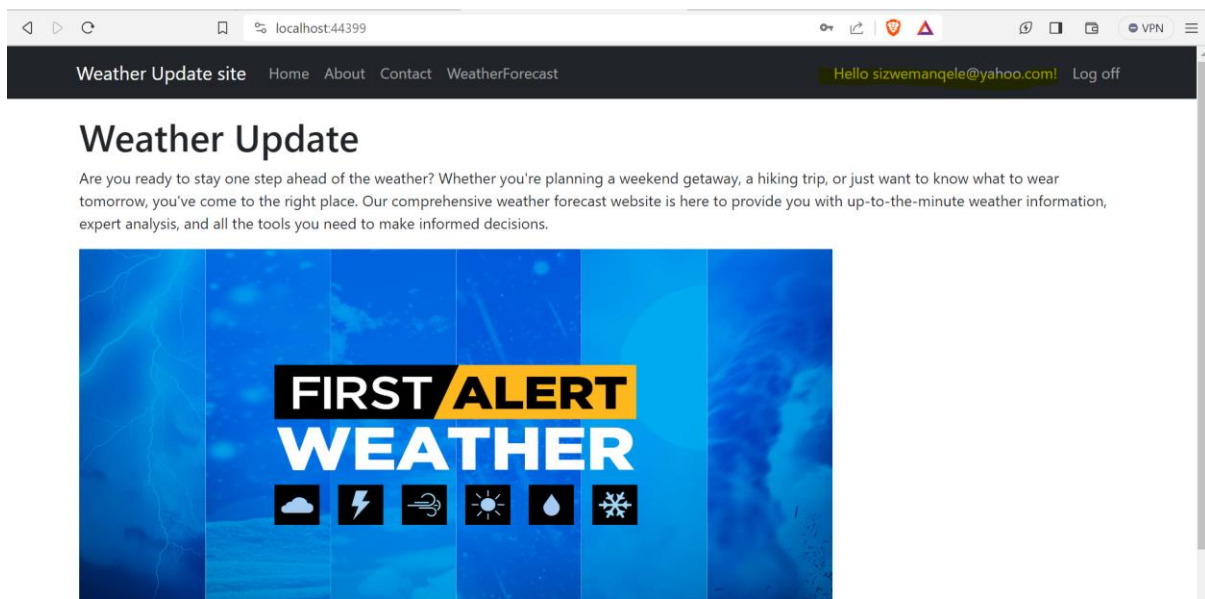 localhost:44399
VPN
Weather Update site Home About Contact WeatherForecast Hello sizwemanqele@yahoo.com! Log off
Weather Update
Are you ready to stay one step ahead of the weather? Whether you're planning a weekend getaway, a hiking trip, or just want to know what to wear
tomorrow, you've come to the right place. Our comprehensive weather forecast website is here to provide you with up-to-the-minute weather information,
expert analysis, and all the tools you need to make informed decisions.
FIRST ALERT
WEATHER